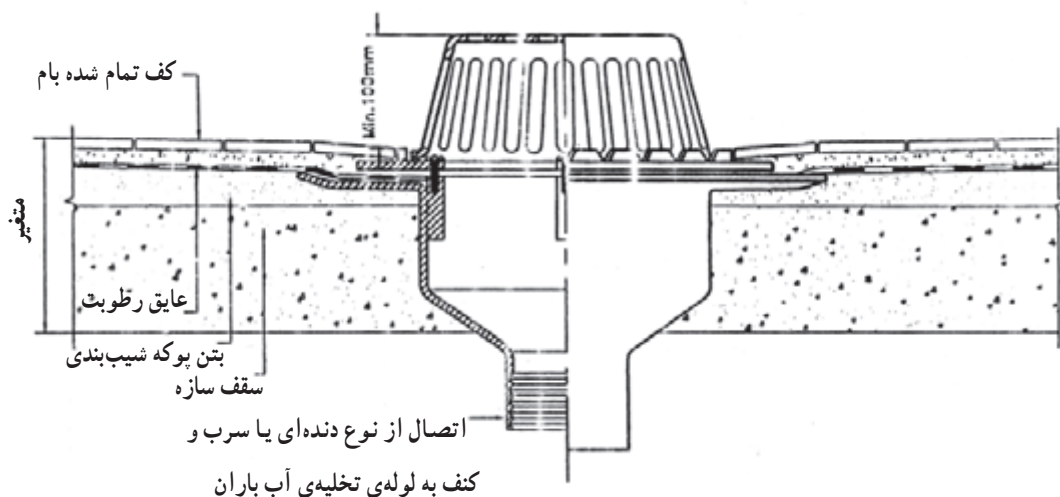 Min.100mm
کف تمام شده بام
متغیر
عایق رطوبت
بتن پوکه شیب‌بندی
سقف سازه
اتصال از نوع دنده‌ای یا سرب و
کنف به لوله‌ی تخلیه‌ی آب باران